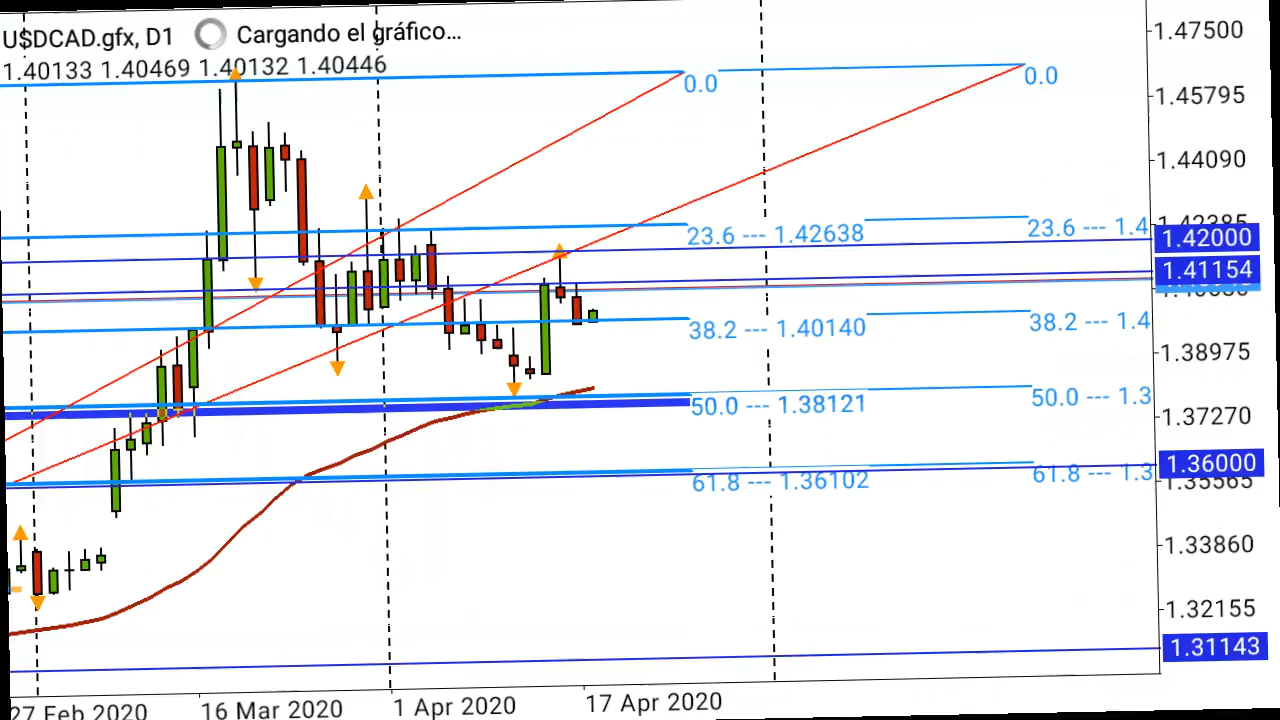 USDCAD.gfx, D1 Cargando el gráfico...
1.40133 1.40469 1.40132 1.40446
1.47500
0.0
0.0
1.45795
1.44090
1.42385
23.6 --- 1.42638
23.6 --- 1.4
1.42000
1.41154
38.2 --- 1.40140
38.2 --- 1.4
1.38975
50.0 --- 1.38121
50.0 --- 1.3
1.37270
61.8 --- 1.36102
61.8 --- 1.3
1.36000
1.35565
1.33860
1.32155
1.31143
27 Feb 2020
16 Mar 2020
1 Apr 2020
17 Apr 2020